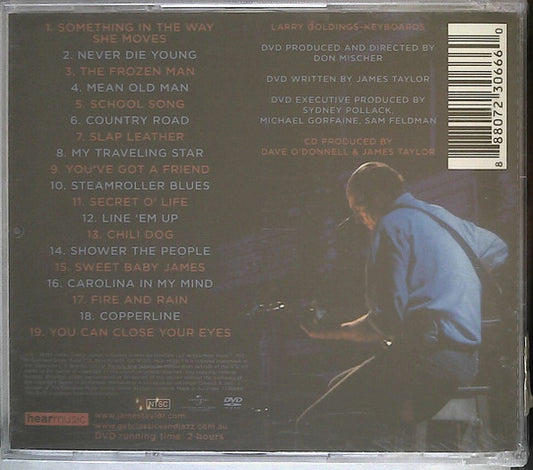 1. SOMETHING IN THE WAY
SHE MOVES
2. NEVER DIE YOUNG
3. THE FROZEN MAN
4. MEAN OLD MAN
5. SCHOOL SONG
6. COUNTRY ROAD
7. SLAP LEATHER
8. MY TRAVELING STAR
9. YOU'VE GOT A FRIEND
10. STEAMROLLER BLUES
11. SECRET O' LIFE
12. LINE 'EM UP
13. CHILI DOG
14. SHOWER THE PEOPLE
15. SWEET BABY JAMES
16. CAROLINA IN MY MIND
17. FIRE AND RAIN
18. COPPERLINE
19. YOU CAN CLOSE YOUR EYES
LARRY GOLDINGS-KEYBOARDS
DVD PRODUCED AND DIRECTED BY
DON MISCHER
DVD WRITTEN BY JAMES TAYLOR
DVD EXECUTIVE PRODUCED BY
SYDNEY POLLACK,
MICHAEL GORFAINE, SAM FELDMAN
CD PRODUCED BY
DAVE O'DONNELL & JAMES TAYLOR
8 88072 30666 0
NTSC
DVD
hearmusic
www.jamestaylor.com
www.getclassicsandjazz.com.au
DVD running time: 2-hours